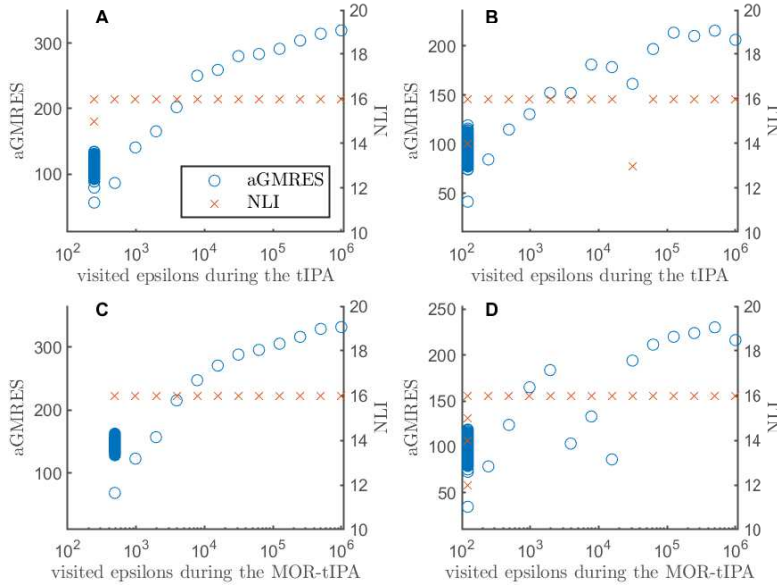 A
B
350
300
200
100
aGMRES
20
18
16
14
12
10
NLI
aGMRES
NLI
10^2 10^3 10^4 10^5 10^6
visited epsilons during the tIPA
200
150
100
50
aGMRES
20
18
16
14
12
10
NLI
10^2 10^3 10^4 10^5 10^6
visited epsilons during the tIPA
C
D
300
200
100
aGMRES
20
18
16
14
12
10
NLI
10^2 10^3 10^4 10^5 10^6
visited epsilons during the MOR-tIPA
250
200
150
100
50
aGMRES
20
18
16
14
12
10
NLI
10^2 10^3 10^4 10^5 10^6
visited epsilons during the MOR-tIPA